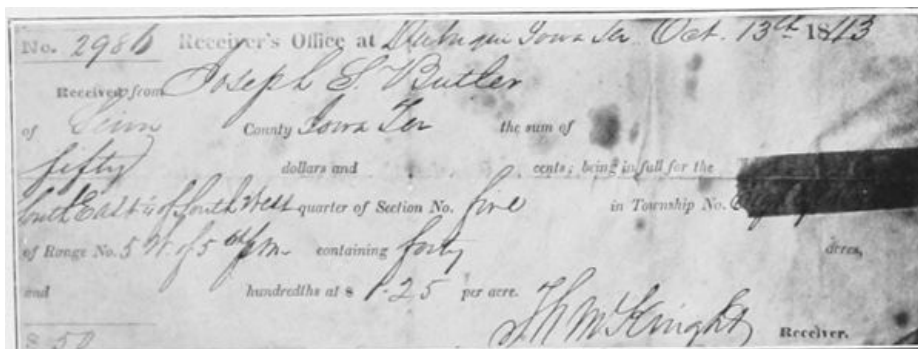 No. 2986 Receiver's Office at Dubuque Iowa Ter Oct. 13th 1843
Received from Joseph S. Butler
of Linn County Iowa Ter the sum of
fifty dollars and cents; being in full for the
South East ¼ of South West quarter of Section No. five in Township No.
of Range No. 5 W. of 5th P.M. containing forty acres,
and hundredths at $ 1.25 per acre.
$ 50 Receiver.